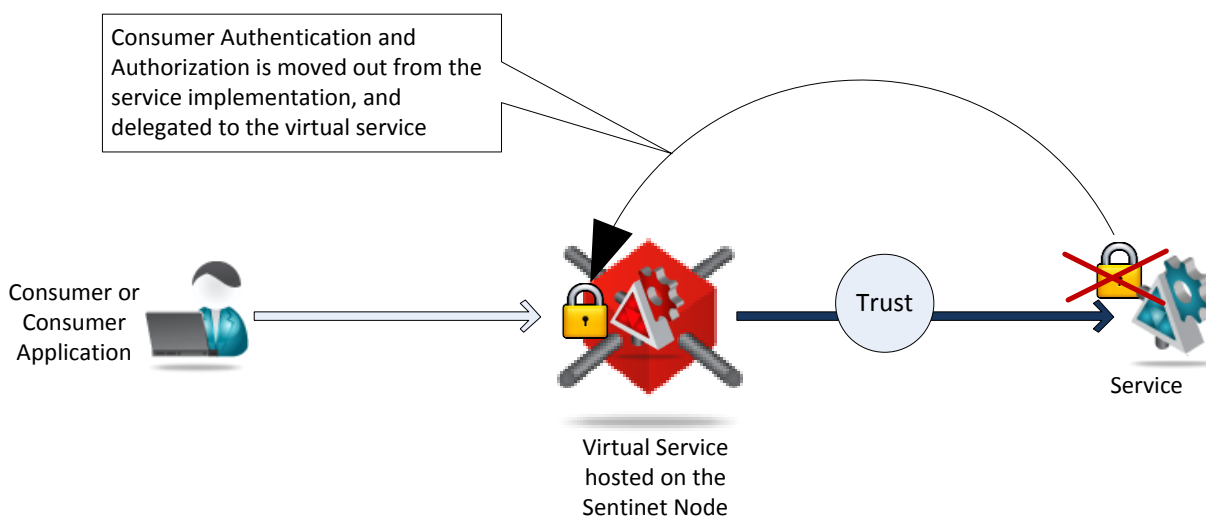 Consumer Authentication and
Authorization is moved out from the
service implementation, and
delegated to the virtual service
Consumer or
Consumer
Application
Trust
Service
Virtual Service
hosted on the
Sentinet Node